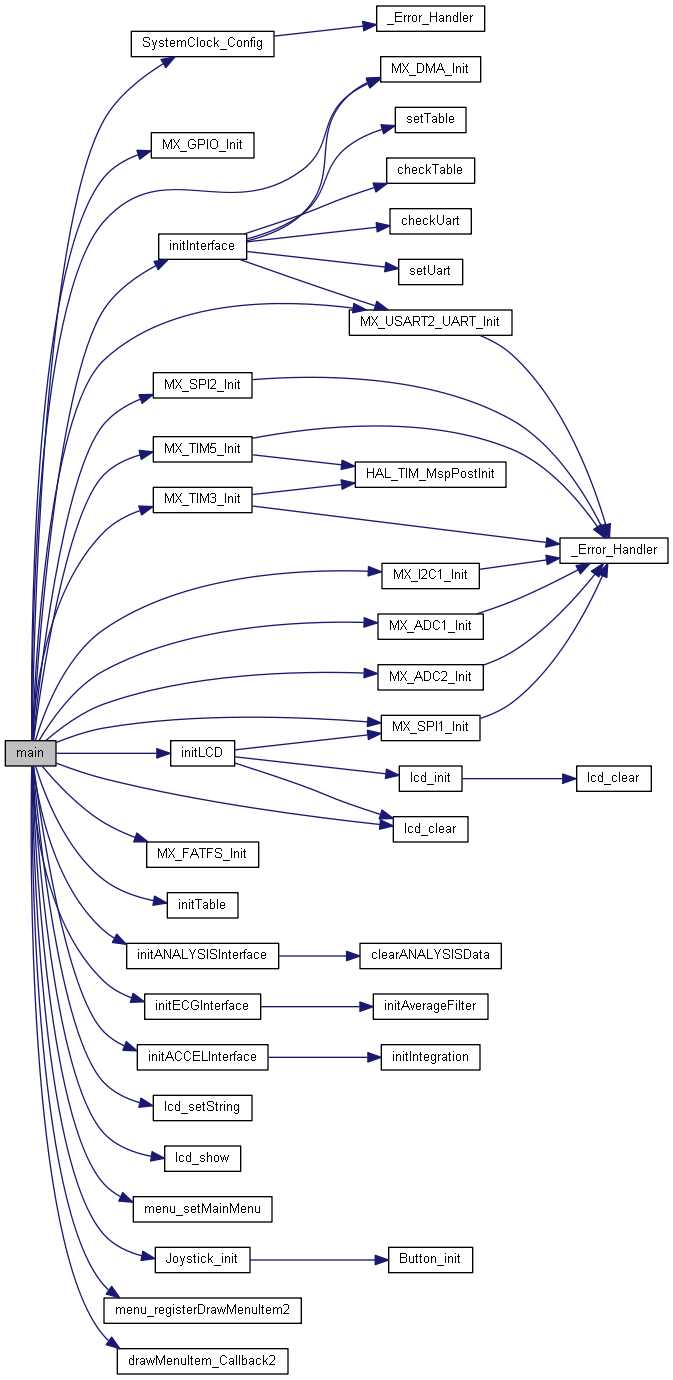 _Error_Handler
SystemClock_Config
MX_DMA_Init
setTable
MX_GPIO_Init
checkTable
checkUart
initInterface
setUart
MX_USART2_UART_Init
MX_SPI2_Init
MX_TIM5_Init
HAL_TIM_MspPostInit
MX_TIM3_Init
_Error_Handler
MX_I2C1_Init
MX_ADC1_Init
MX_ADC2_Init
MX_SPI1_Init
main
initLCD
lcd_init
lcd_clear
lcd_clear
MX_FATFS_Init
initTable
initANALYSISInterface
clearANALYSISData
initECGInterface
initAverageFilter
initACCELInterface
initIntegration
lcd_setString
lcd_show
menu_setMainMenu
Joystick_init
Button_init
menu_registerDrawMenuItem2
drawMenuItem_Callback2